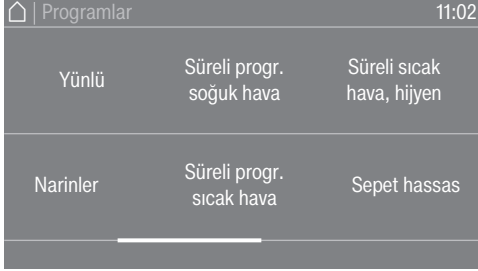 Programlar 11:02
Yünlü
Süreli progr.
soğuk hava
Süreli sıcak
hava, hijyen
Narinler
Süreli progr.
sıcak hava
Sepet hassas